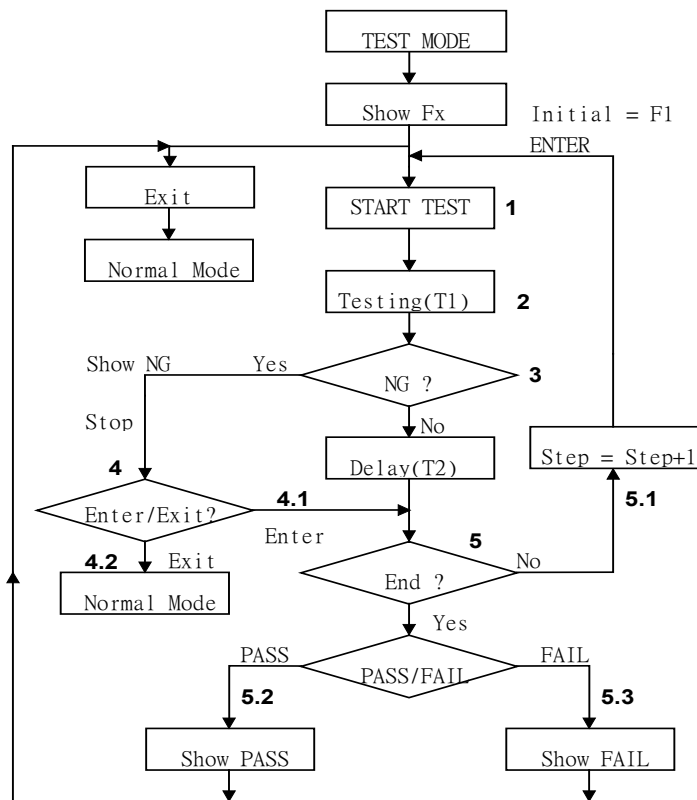 TEST MODE
Show Fx
Initial = F1
ENTER
Exit
START TEST
1
Normal Mode
Testing(T1)
2
Show NG
Yes
NG ?
3
Stop
No
Delay(T2)
Step = Step+1
4
Enter/Exit?
4.1
Enter
5.1
5
4.2
Exit
Normal Mode
End ?
No
Yes
PASS
PASS/FAIL
FAIL
5.2
5.3
Show PASS
Show FAIL